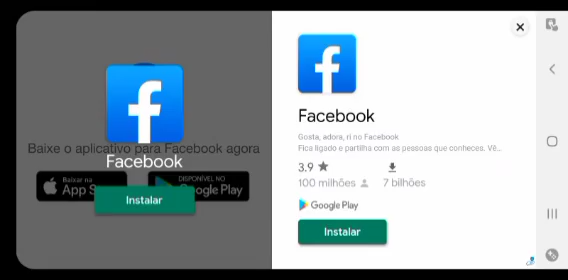 Baixe o aplicativo para Facebook agora
Facebook
Baixar na
App S
DISPONÍVEL NO
Google Play
Instalar
Facebook
Gosta, adora, ri no Facebook
Fica ligado e partilha com as pessoas que conheces. Vê...
3.9
100 milhões
7 bilhões
Google Play
Instalar